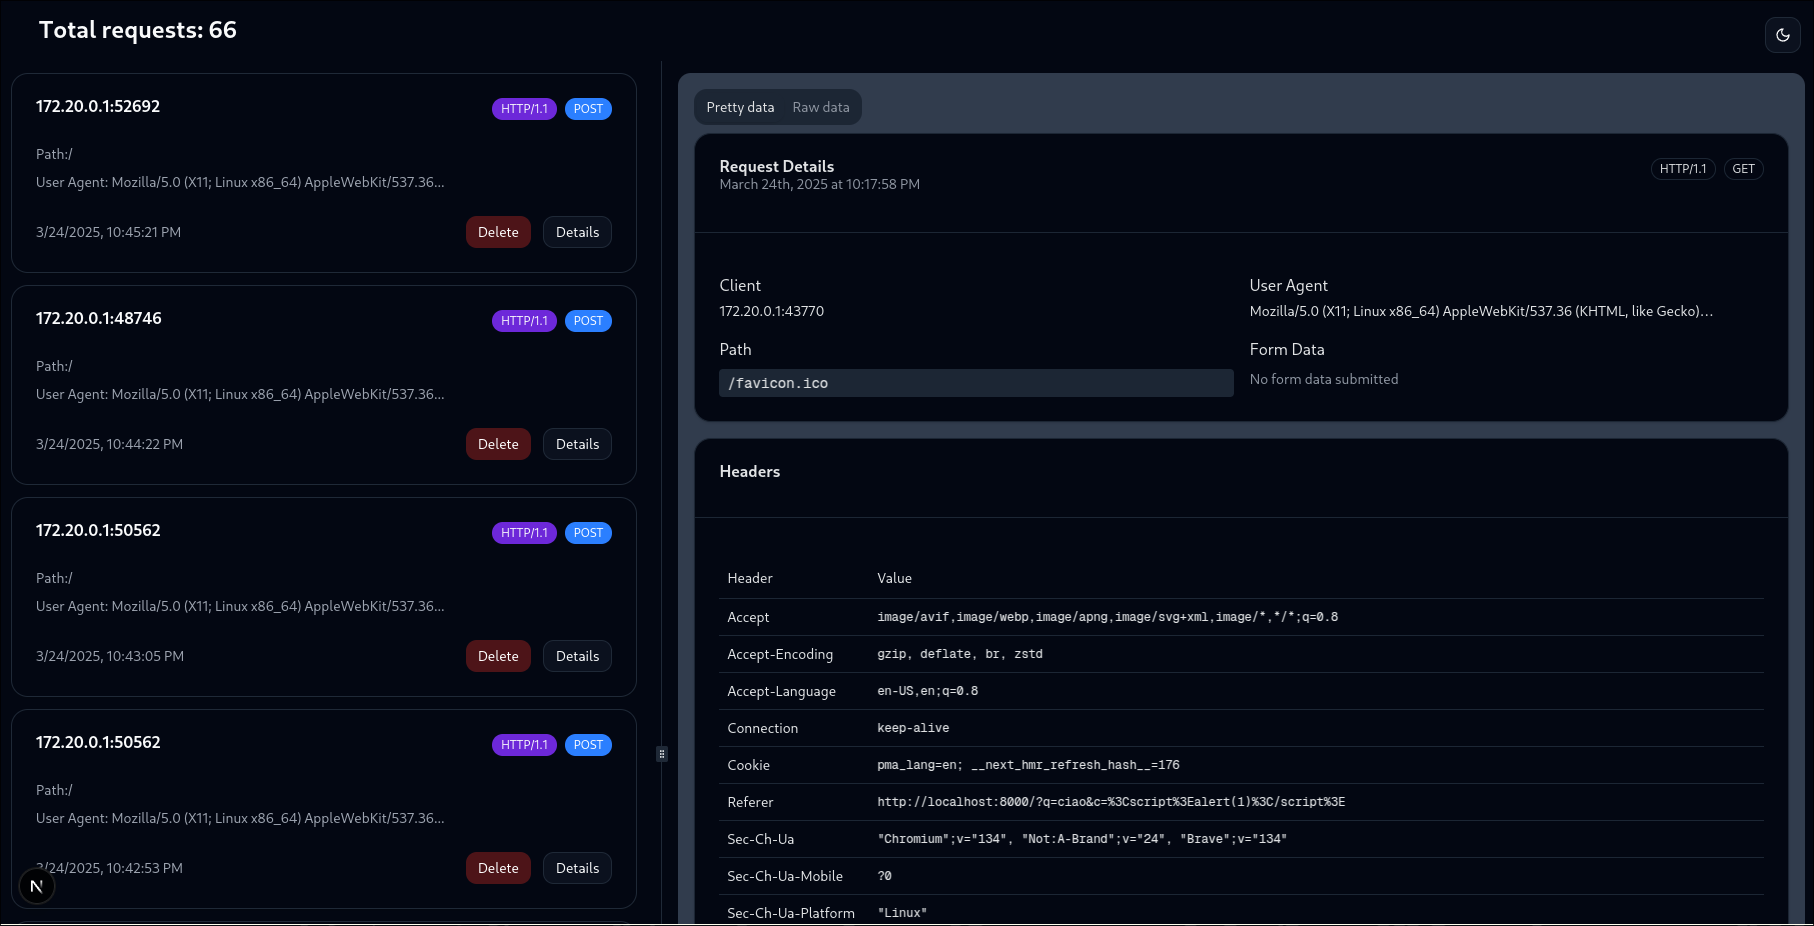 Total requests: 66
172.20.0.1:52692
HTTP/1.1 POST
Path:/
User Agent: Mozilla/5.0 (X11; Linux x86_64) AppleWebKit/537.36...
3/24/2025, 10:45:21 PM
Delete Details
172.20.0.1:48746
HTTP/1.1 POST
Path:/
User Agent: Mozilla/5.0 (X11; Linux x86_64) AppleWebKit/537.36...
3/24/2025, 10:44:22 PM
Delete Details
172.20.0.1:50562
HTTP/1.1 POST
Path:/
User Agent: Mozilla/5.0 (X11; Linux x86_64) AppleWebKit/537.36...
3/24/2025, 10:43:05 PM
Delete Details
172.20.0.1:50562
HTTP/1.1 POST
Path:/
User Agent: Mozilla/5.0 (X11; Linux x86_64) AppleWebKit/537.36...
3/24/2025, 10:42:53 PM
Delete Details
N
Pretty data Raw data
Request Details
March 24th, 2025 at 10:17:58 PM
HTTP/1.1 GET
Client
172.20.0.1:43770
User Agent
Mozilla/5.0 (X11; Linux x86_64) AppleWebKit/537.36 (KHTML, like Gecko)...
Path
/favicon.ico
Form Data
No form data submitted
Headers
Header Value
Accept image/avif,image/webp,image/apng,image/svg+xml,image/*,*/*;q=0.8
Accept-Encoding gzip, deflate, br, zstd
Accept-Language en-US,en;q=0.8
Connection keep-alive
Cookie pma_lang=en; __next_hmr_refresh_hash__=176
Referer http://localhost:8000/?q=ciao&c=%3Cscript%3Ealert(1)%3C/script%3E
Sec-Ch-Ua "Chromium";v="134", "Not:A-Brand";v="24", "Brave";v="134"
Sec-Ch-Ua-Mobile ?0
Sec-Ch-Ua-Platform "Linux"